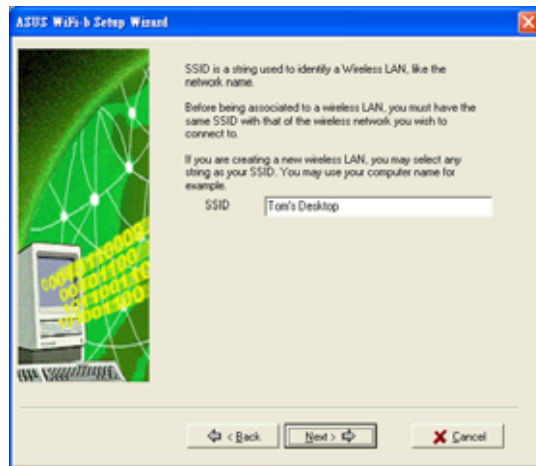 ASUS WiFi-b Setup Wizard
SSID is a string used to identily a Wireless LAN, like the
network name.
Before being associated to a wireless LAN, you must have the
same SSID with that of the wireless network you wish to
connect to.
If you are creating a new wireless LAN, you may select any
string as your SSID. You may use your computer name for
example.
SSID Tom's Desktop
< Back Next > Cancel